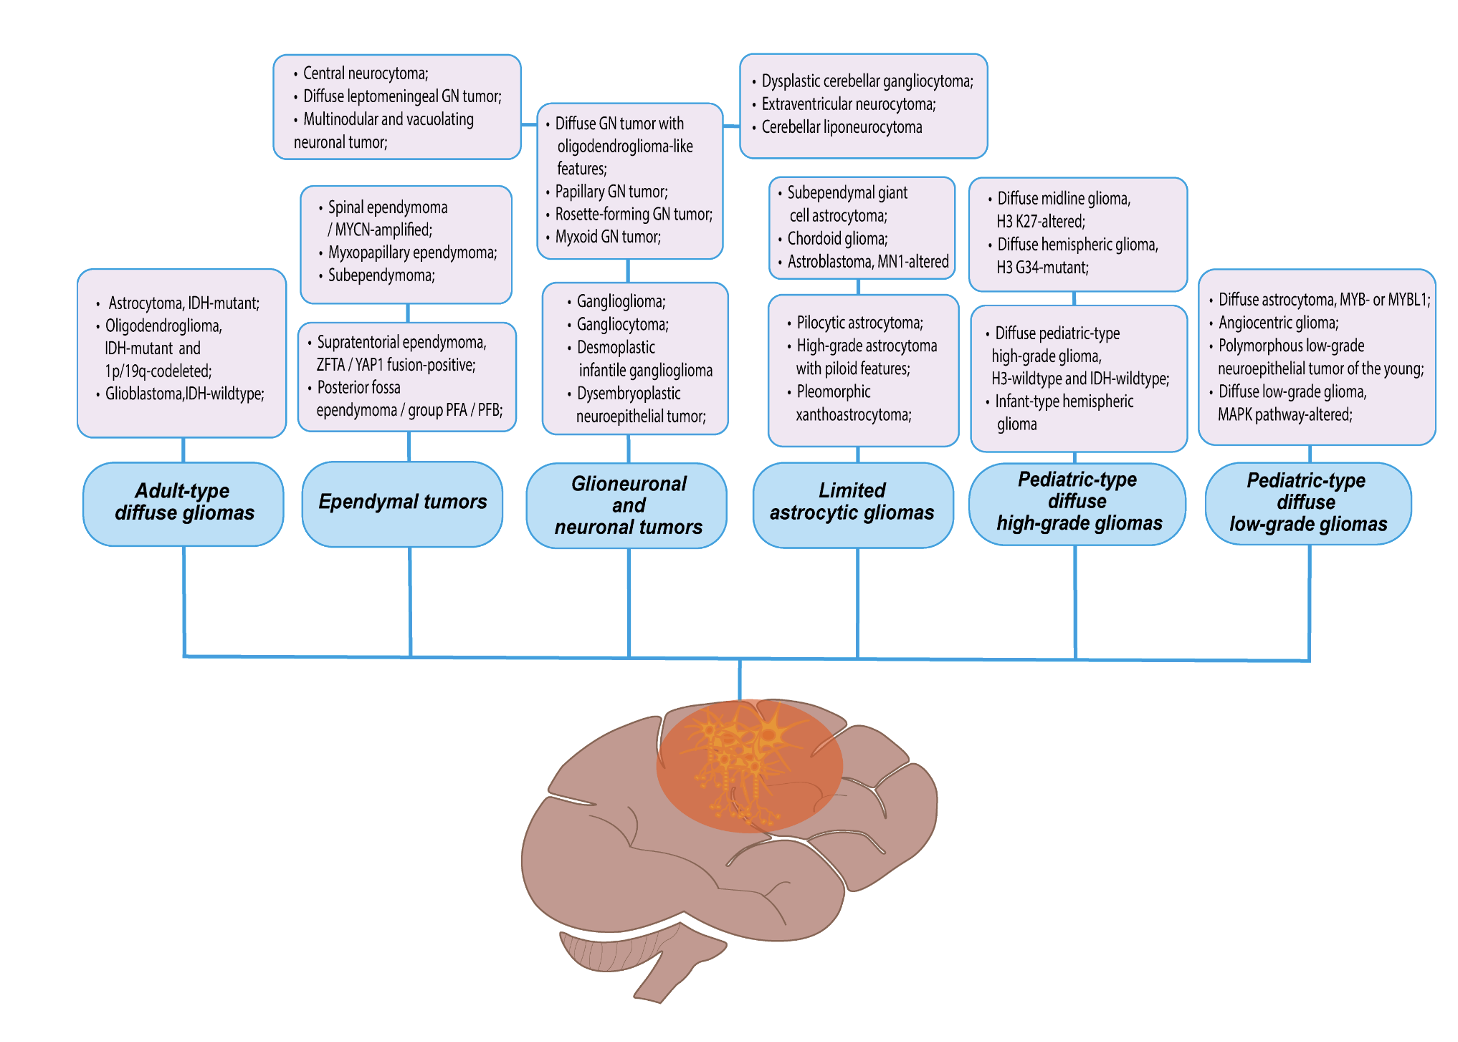 • Central neurocytoma;
• Diffuse leptomeningeal GN tumor;
• Multinodular and vacuolating
neuronal tumor;
• Diffuse GN tumor with
oligodendroglioma-like
features;
• Papillary GN tumor;
• Rosette-forming GN tumor;
• Myxoid GN tumor;
• Dysplastic cerebellar gangliocytoma;
• Extraventricular neurocytoma;
• Cerebellar liponeurocytoma
• Spinal ependymoma
/ MYCN-amplified;
• Myxopapillary ependymoma;
• Subependymoma;
• Subependymal giant
cell astrocytoma;
• Chordoid glioma;
• Astroblastoma, MN1-altered
• Diffuse midline glioma,
H3 K27-altered;
• Diffuse hemispheric glioma,
H3 G34-mutant;
• Astrocytoma, IDH-mutant;
• Oligodendroglioma,
IDH-mutant and
1p/19q-codeleted;
• Glioblastoma,IDH-wildtype;
• Supratentorial ependymoma,
ZFTA / YAP1 fusion-positive;
• Posterior fossa
ependymoma / group PFA / PFB;
• Ganglioglioma;
• Gangliocytoma;
• Desmoplastic
infantile ganglioglioma
• Dysembryoplastic
neuroepithelial tumor;
• Pilocytic astrocytoma;
• High-grade astrocytoma
with piloid features;
• Pleomorphic
xanthoastrocytoma;
• Diffuse pediatric-type
high-grade glioma,
H3-wildtype and IDH-wildtype;
• Infant-type hemispheric
glioma
• Diffuse astrocytoma, MYB- or MYBL1;
• Angiocentric glioma;
• Polymorphous low-grade
neuroepithelial tumor of the young;
• Diffuse low-grade glioma,
MAPK pathway-altered;
Adult-type
diffuse gliomas
Ependymal tumors
Glioneuronal
and
neuronal tumors
Limited
astrocytic gliomas
Pediatric-type
diffuse
high-grade gliomas
Pediatric-type
diffuse
low-grade gliomas